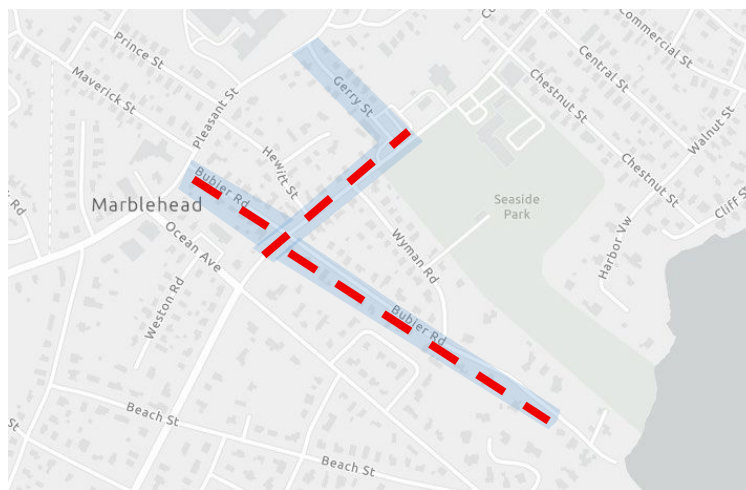 Prince St
Maverick St
Pleasant St
Gerry St
Commercial St
Central St
Chestnut St
Walnut St
Hewitt St
Bubier Rd
Marblehead
Seaside
Park
Chestnut St
Cliff S
Rd
Ocean Ave
Wyman Rd
Harbor Vw
Weston Rd
Bubier Rd
Beach St
Beach St
St